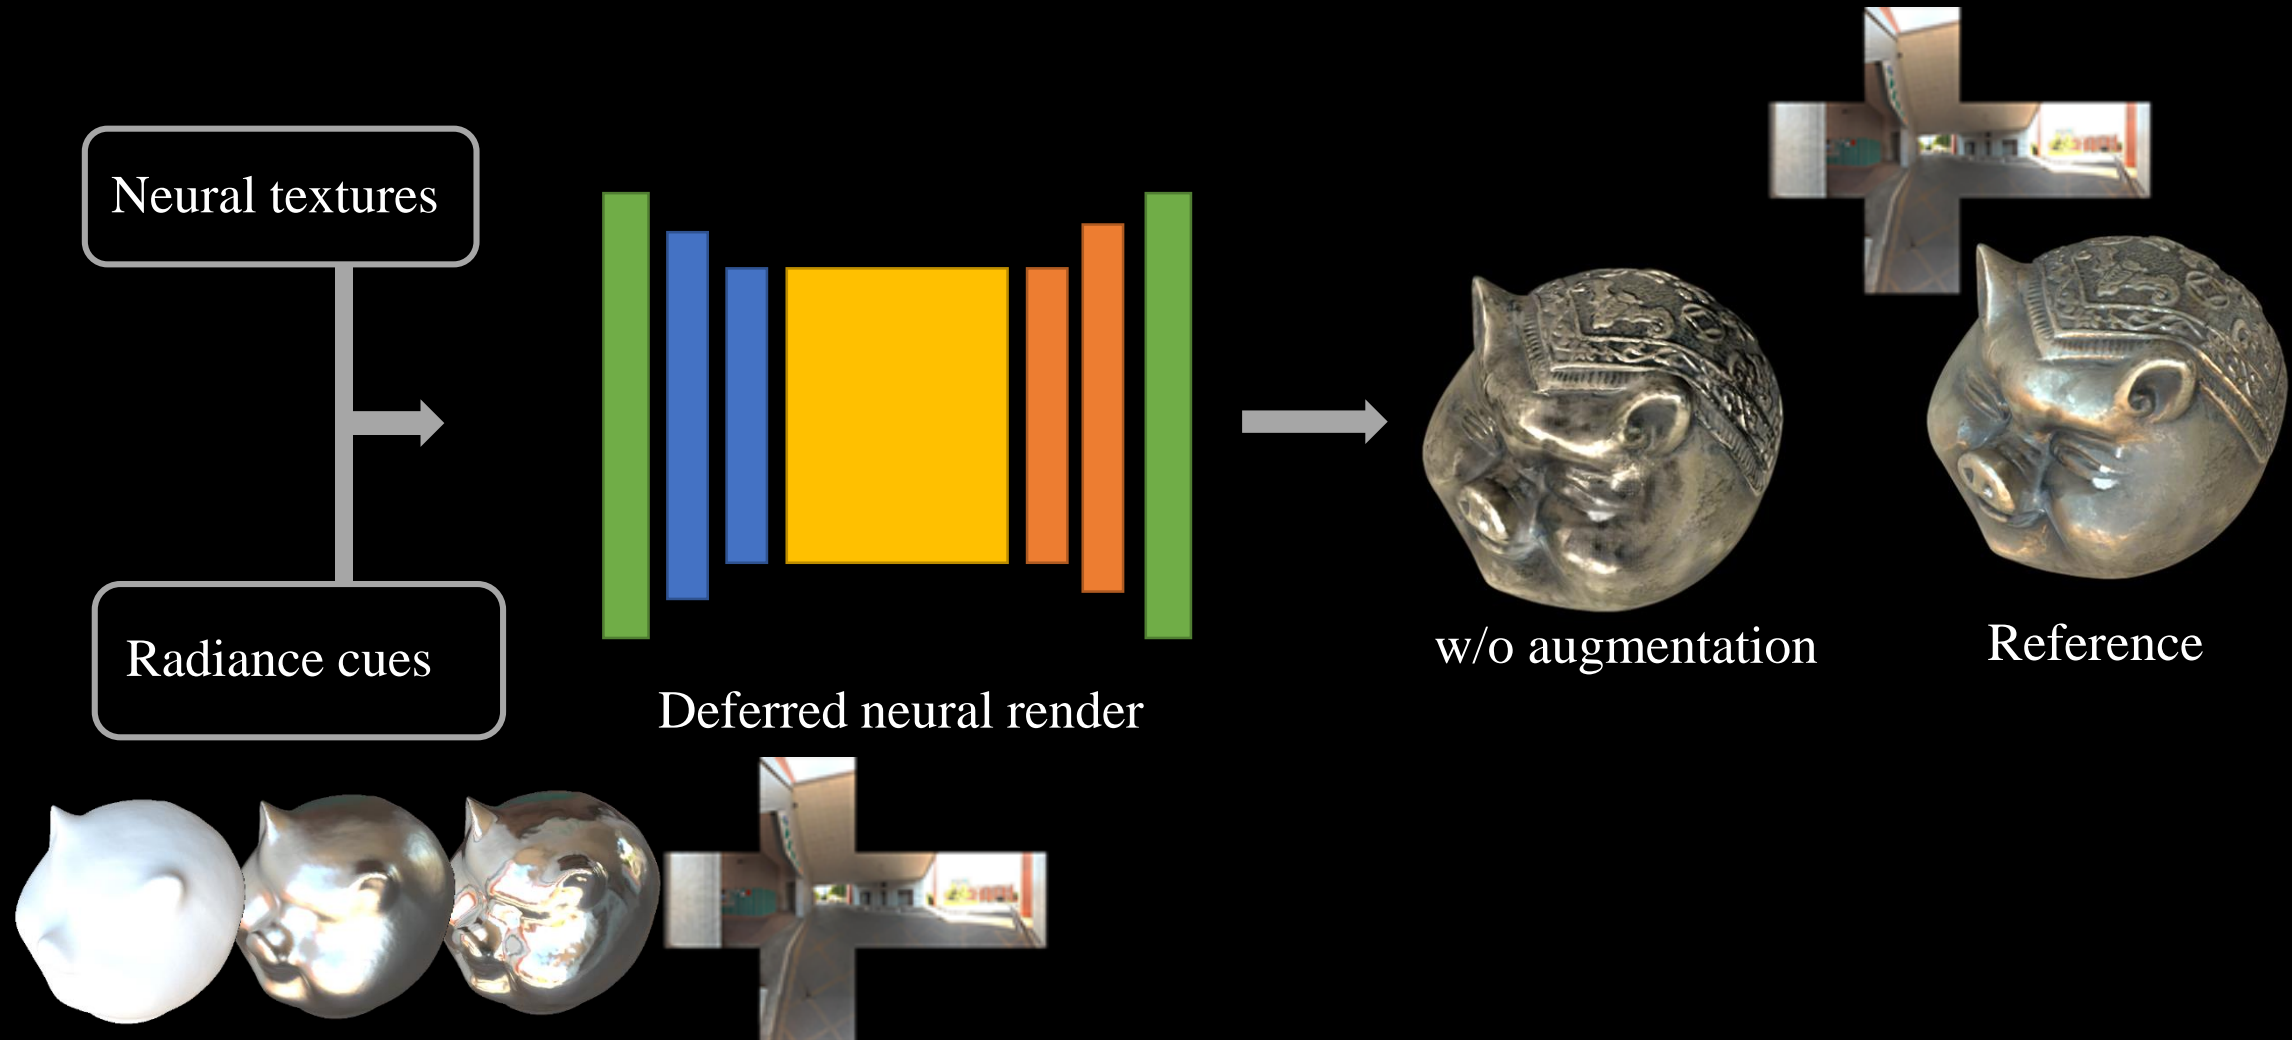 Neural textures
Radiance cues
Deferred neural render
w/o augmentation
Reference